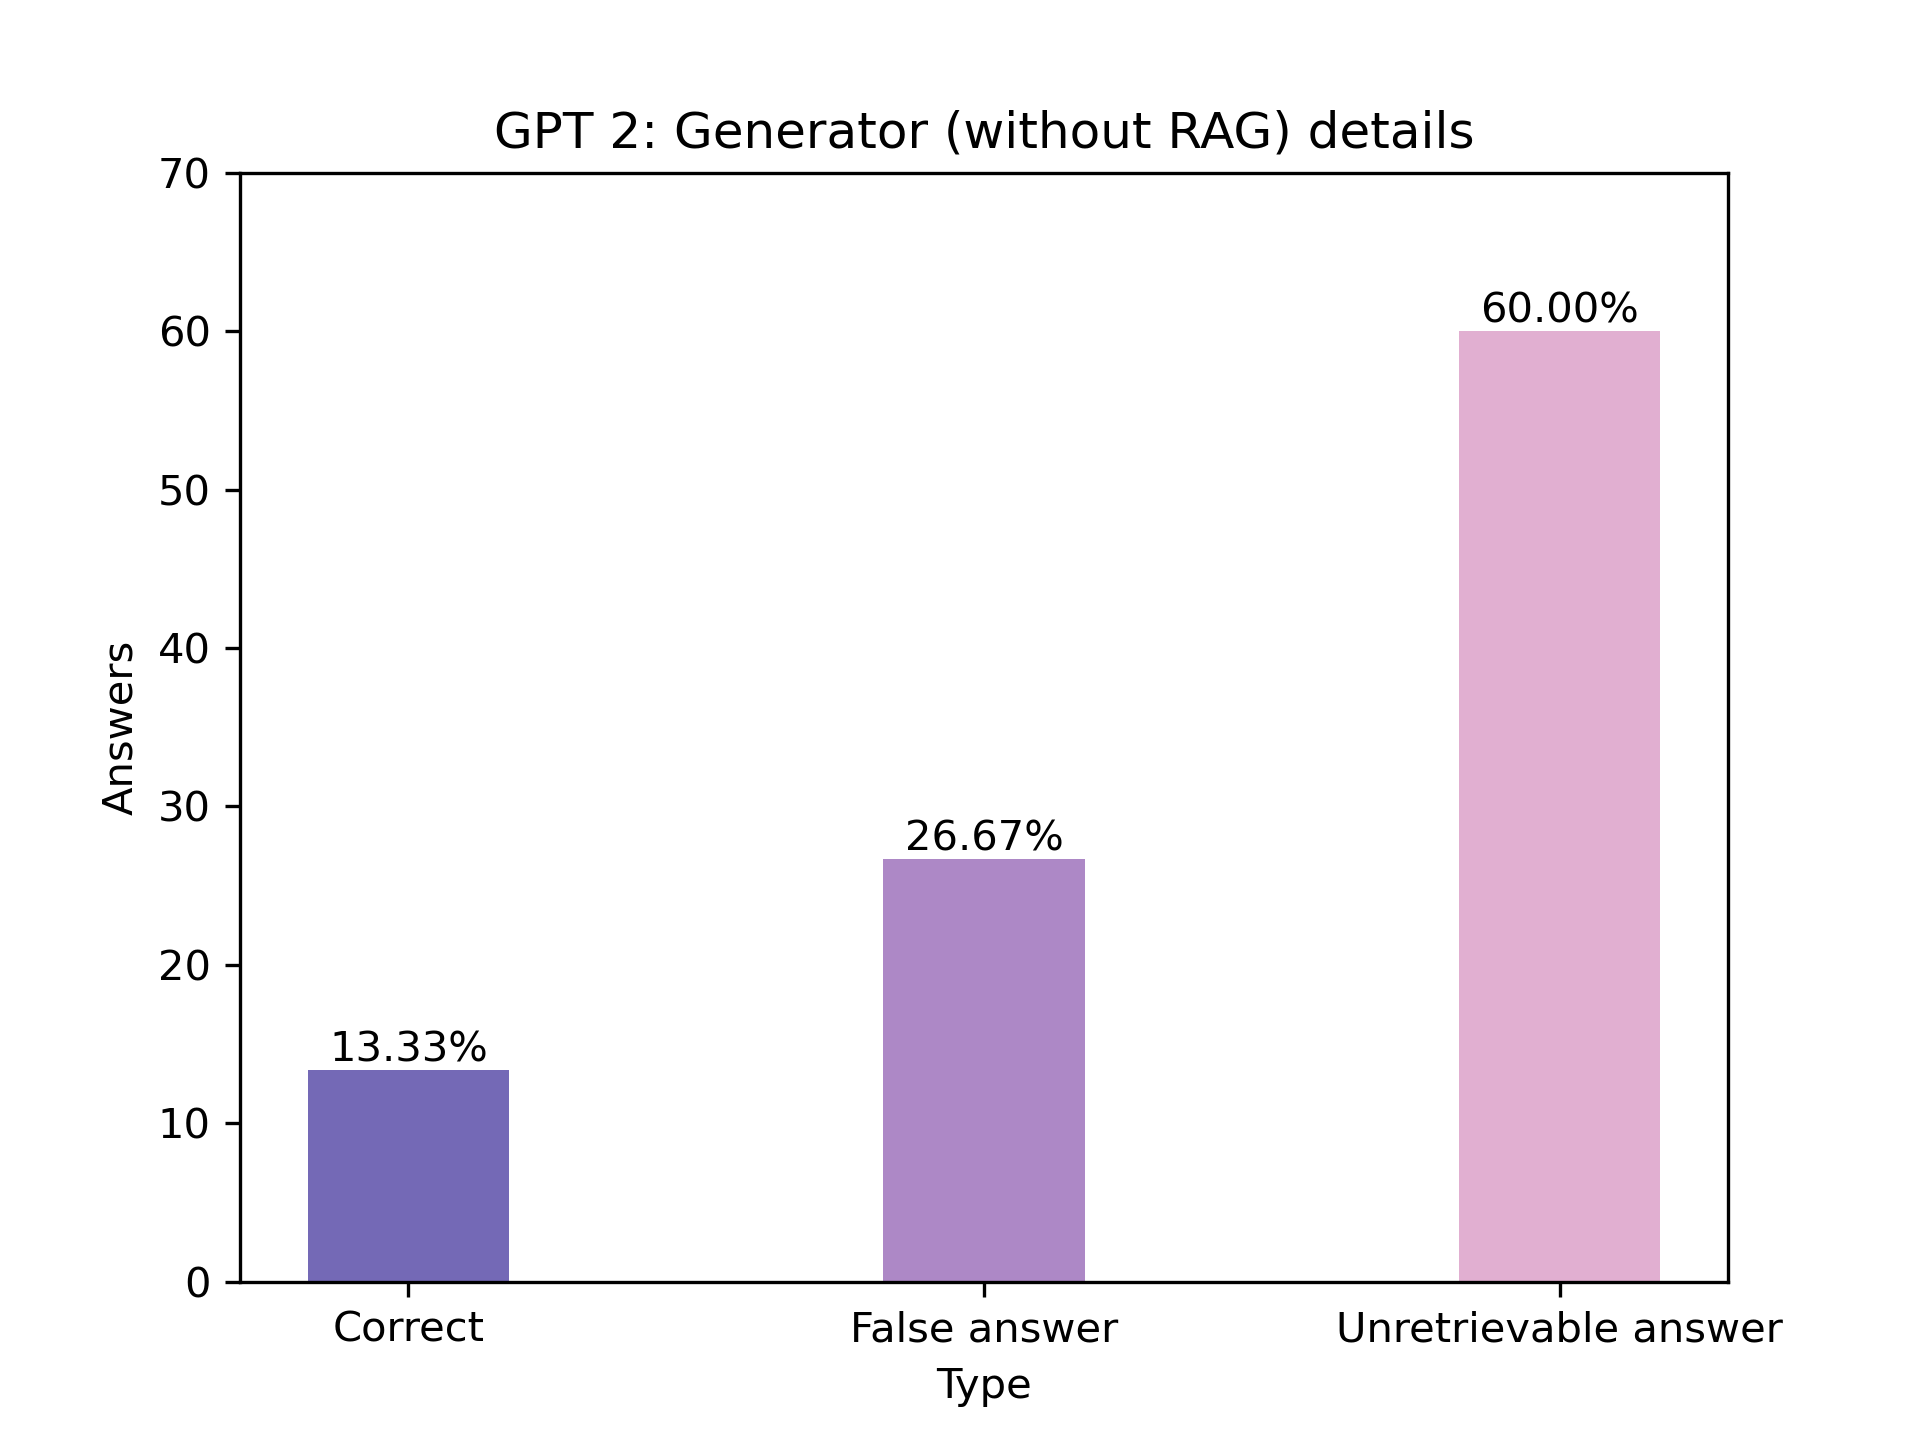 GPT 2: Generator (without RAG) details
70
60
50
40
30
20
10
0
Answers
13.33%
26.67%
60.00%
Correct
False answer
Unretrievable answer
Type